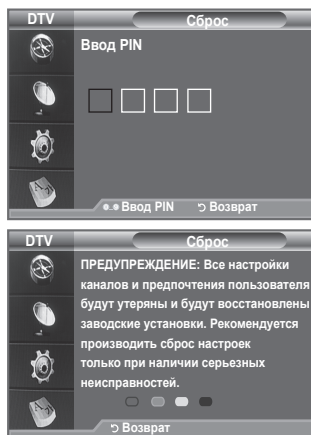 DTV
Сброс
Ввод PIN
Ввод PIN
Возврат
DTV
Сброс
ПРЕДУПРЕЖДЕНИЕ: Все настройки
каналов и предпочтения пользователя
будут утеряны и будут восстановлены
заводские установки. Рекомендуется
производить сброс настроек
только при наличии серьезных
неисправностей.
Возврат